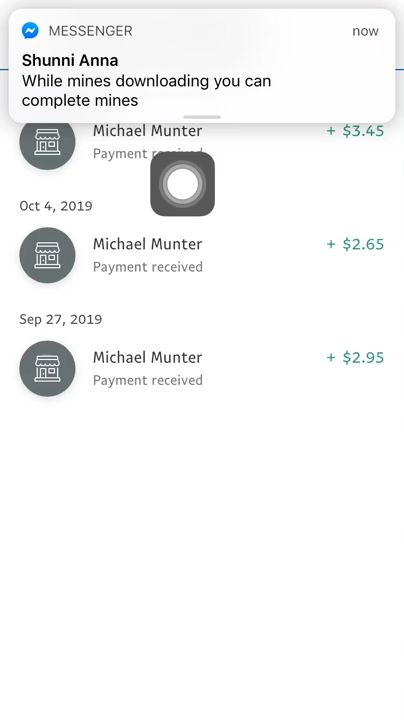 MESSENGER now
Shunni Anna
While mines downloading you can
complete mines
Michael Munter + $3.45
Payment received
Oct 4, 2019
Michael Munter + $2.65
Payment received
Sep 27, 2019
Michael Munter + $2.95
Payment received